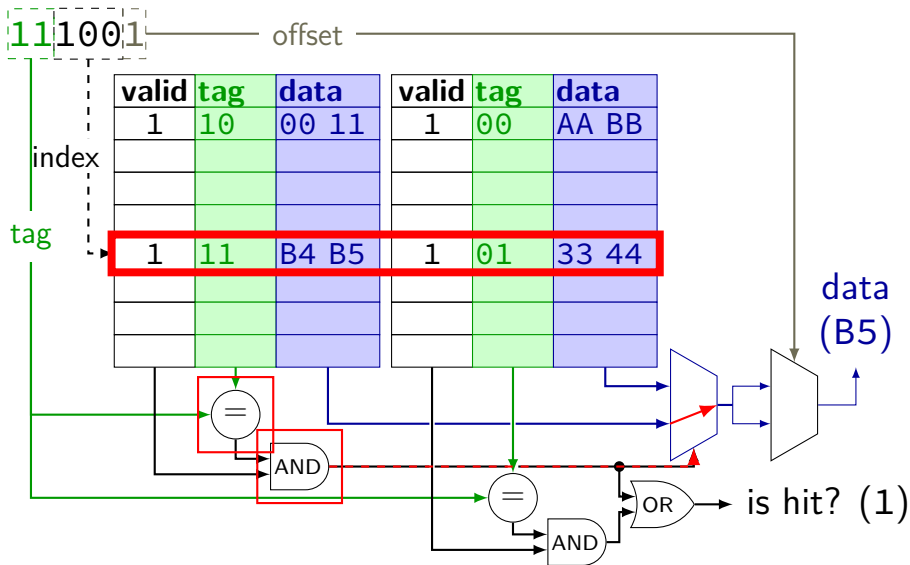 111001 offset
valid tag data valid tag data
1 10 00 11 1 00 AA BB
index
tag
1 11 B4 B5 1 01 33 44
data
(B5)
=
AND
=
OR is hit? (1)
AND